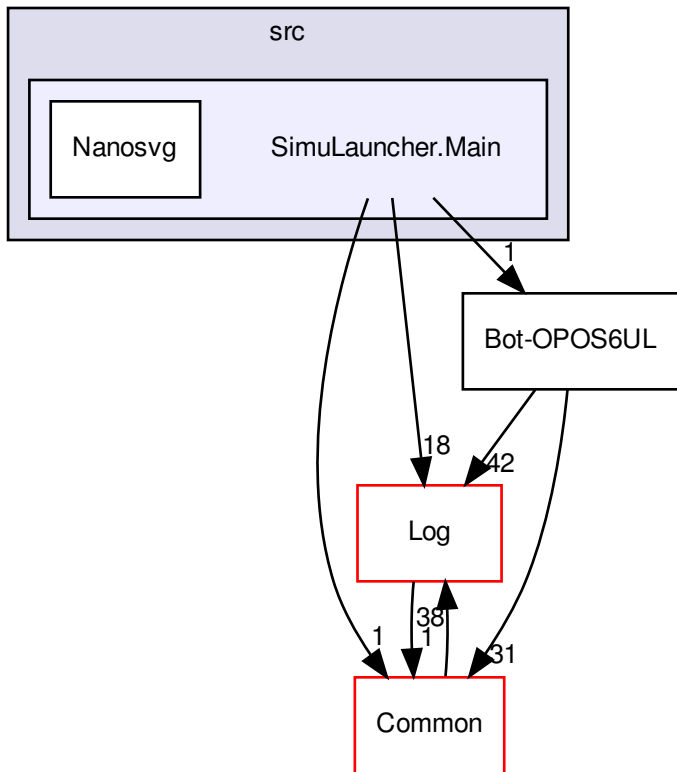 src
Nanosvg
SimuLauncher.Main
1
Bot-OPOS6UL
18
42
Log
38
1
1
31
Common